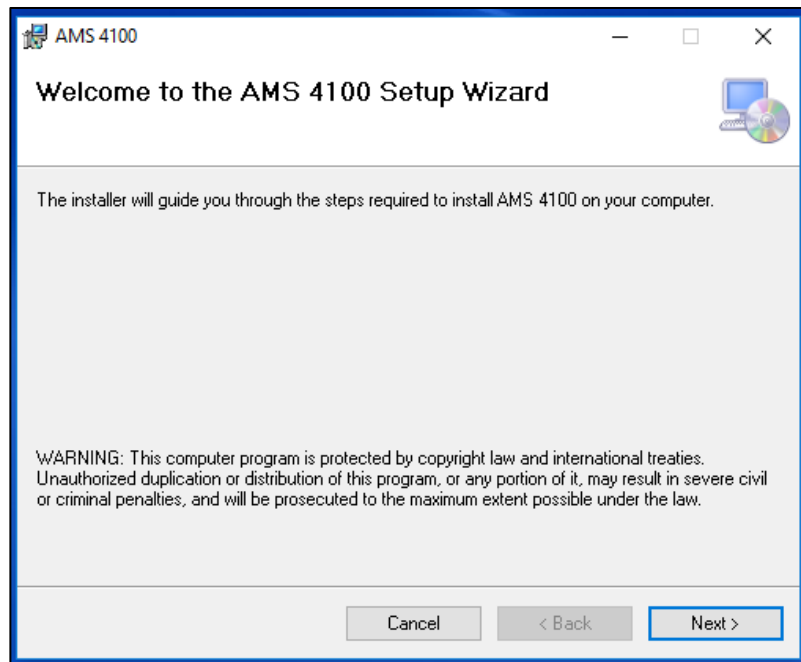 AMS 4100
Welcome to the AMS 4100 Setup Wizard
The installer will guide you through the steps required to install AMS 4100 on your computer.
WARNING: This computer program is protected by copyright law and international treaties.
Unauthorized duplication or distribution of this program, or any portion of it, may result in severe civil
or criminal penalties, and will be prosecuted to the maximum extent possible under the law.
Cancel
< Back
Next >